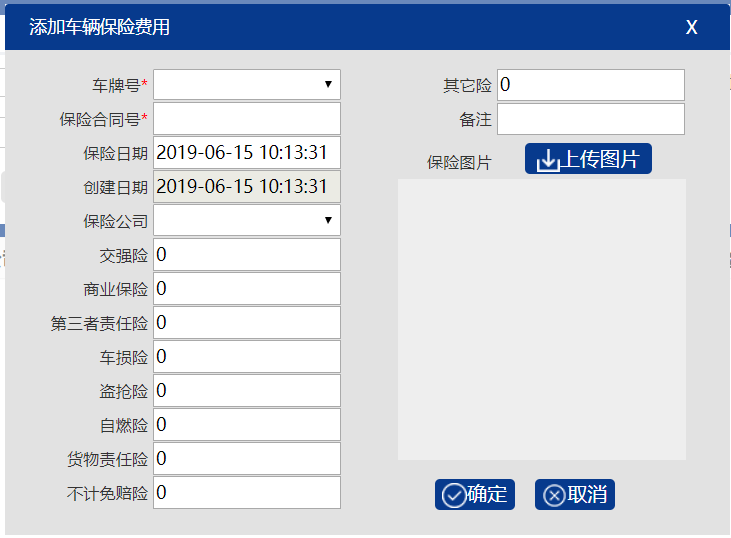 添加车辆保险费用 X
车牌号*
保险合同号*
保险日期 2019-06-15 10:13:31
创建日期 2019-06-15 10:13:31
保险公司
交强险 0
商业保险 0
第三者责任险 0
车损险 0
盗抢险 0
自燃险 0
货物责任险 0
不计免赔险 0
其它险 0
备注
保险图片 上传图片
确定 取消